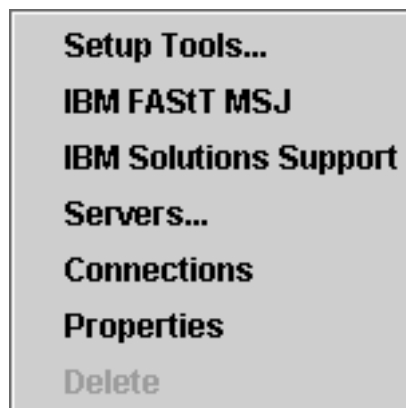 Setup Tools...
IBM FAStT MSJ
IBM Solutions Support
Servers...
Connections
Properties
Delete